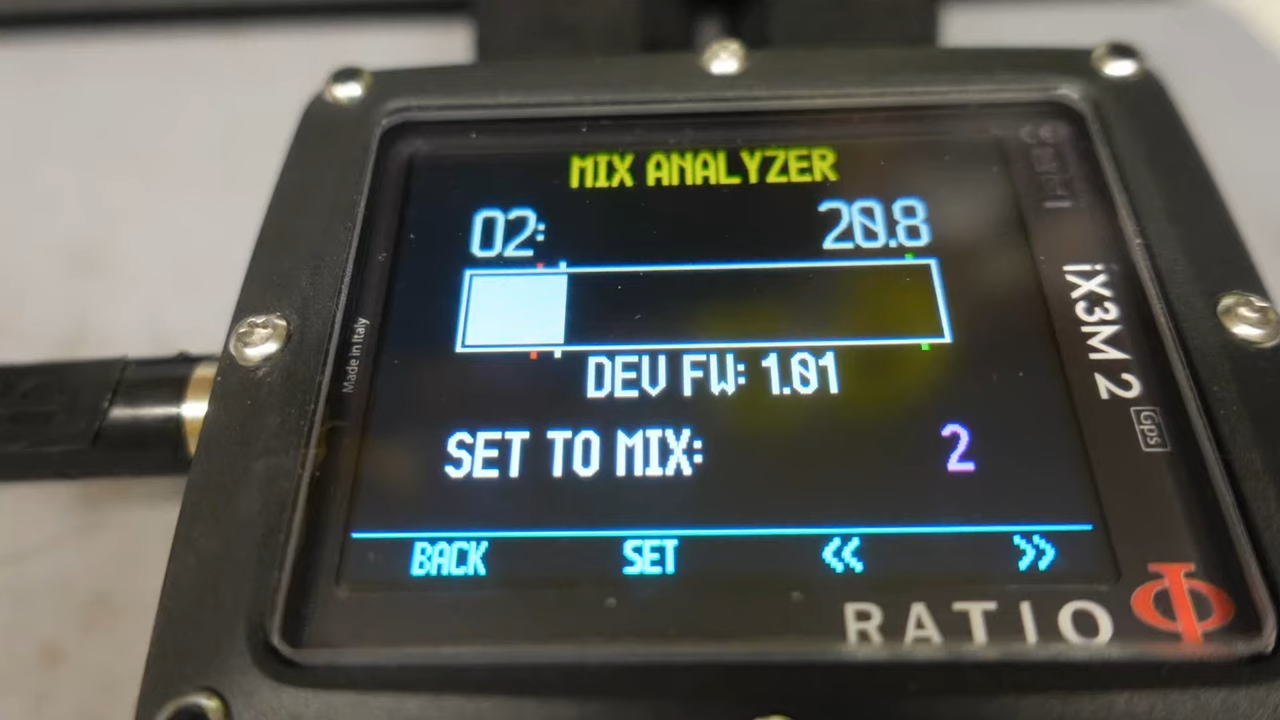 MIX ANALYZER
O2: 20.8
DEV FW: 1.01
SET TO MIX: 2
BACK SET << >>
Made in Italy
iX3M 2 Gps
RATIO